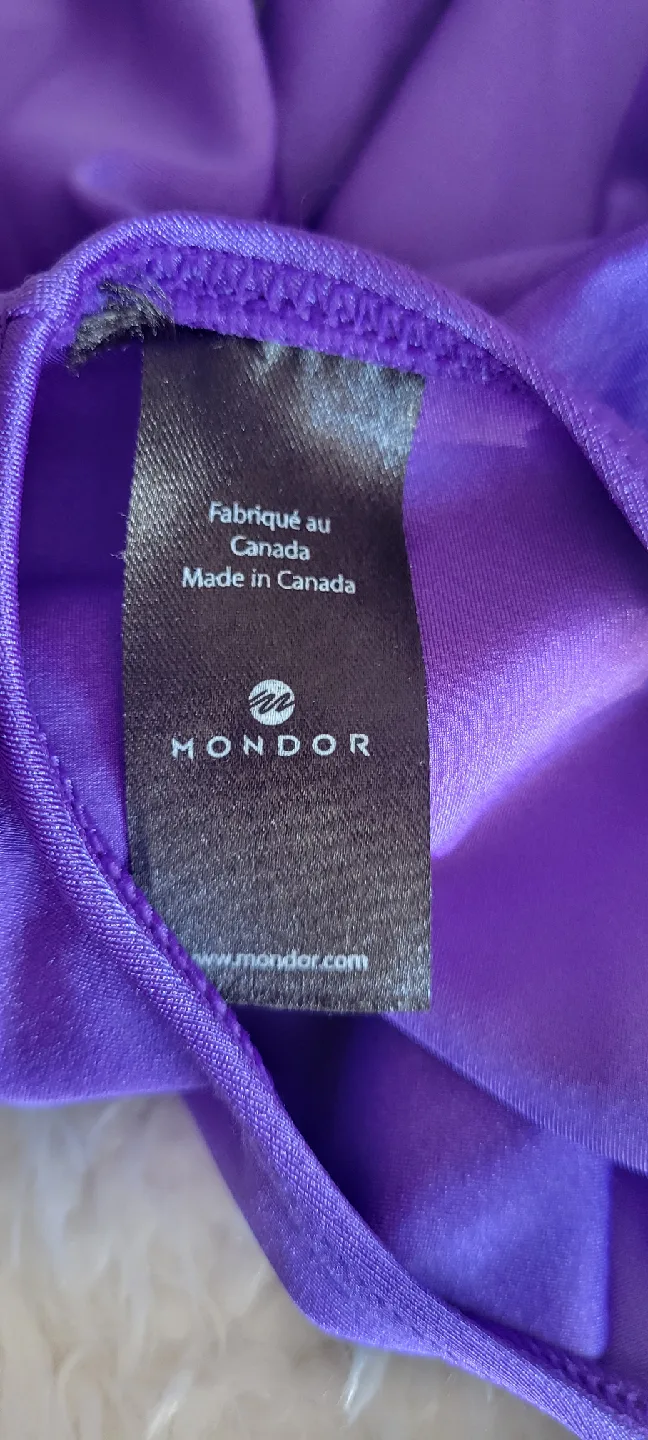 Fabriqué au
Canada
Made in Canada
MONDOR
www.mondor.com